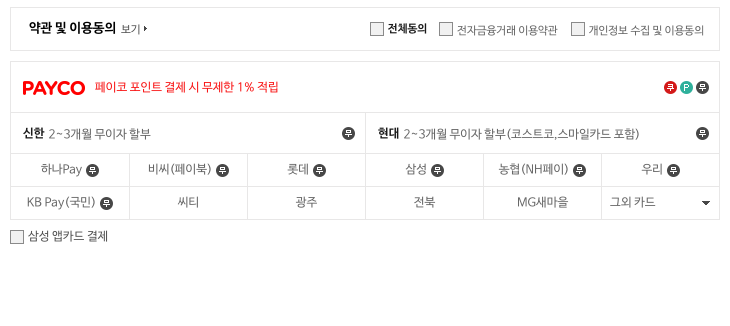 약관 및 이용동의 보기 전체동의 전자금융거래 이용약관 개인정보 수집 및 이용동의
PAYCO 페이코 포인트 결제 시 무제한 1% 적립 쿠 P 무
신한 2~3개월 무이자 할부 무 현대 2~3개월 무이자 할부(코스트코,스마일카드 포함) 무
하나Pay 무 비씨(페이북) 무 롯데 무 삼성 무 농협(NH페이) 무 우리 무
KB Pay(국민) 무 씨티 광주 전북 MG새마을 그외 카드
삼성 앱카드 결제